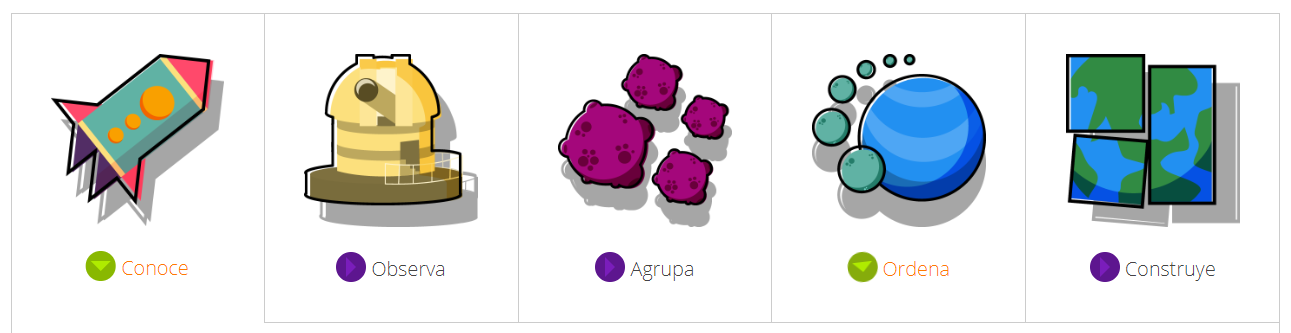 Conoce
Observa
Agrupa
Ordena
Construye